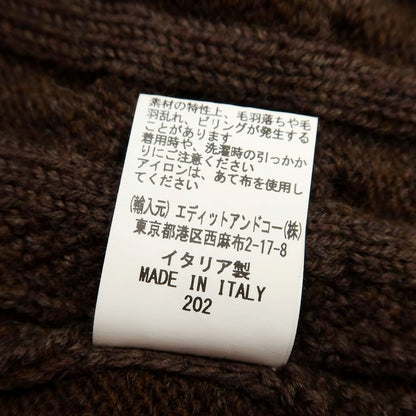 素材の特性上、毛羽落ちや毛
羽乱れ、ピリングが発生する
ことがあります
着用時や、洗濯時の引っかか
りにご注意ください
アイロンは、あて布を使用し
てください
(輸入元) エディットアンドコー(株)
東京都港区西麻布2-17-8
イタリア製
MADE IN ITALY
202